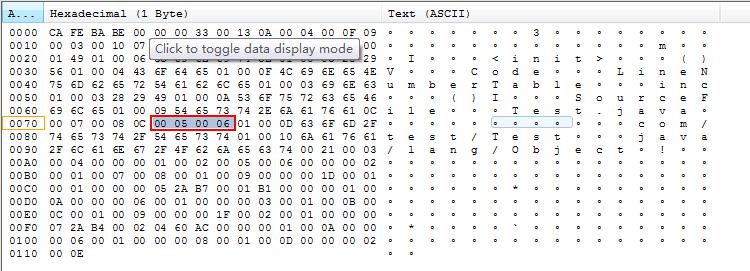 A... Hexadecimal (1 Byte) Text (ASCII)
0000 CA FE BA BE 00 00 00 33 00 13 0A 00 04 00 0F 09 ∘ ∘ ∘ ∘ ∘ ∘ ∘ 3 ∘ ∘ ∘ ∘ ∘ ∘ ∘ ∘
0010 00 03 00 10 07 ∘ ∘ ∘ ∘ ∘ ∘ ∘ ∘ ∘ ∘ ∘ ∘ ∘ m ∘ ∘
Click to toggle data display mode
0020 01 49 01 00 06 ∘ I ∘ ∘ ∘ < i n i t > ∘ ∘ ∘ ( )
0030 56 01 00 04 43 6F 64 65 01 00 0F 4C 69 6E 65 4E V ∘ ∘ ∘ C o d e ∘ ∘ ∘ L i n e N
0040 75 6D 62 65 72 54 61 62 6C 65 01 00 03 69 6E 63 u m b e r T a b l e ∘ ∘ ∘ i n c
0050 01 00 03 28 29 49 01 00 0A 53 6F 75 72 63 65 46 ∘ ∘ ∘ ( ) I ∘ ∘ ∘ S o u r c e F
0060 69 6C 65 01 00 09 54 65 73 74 2E 6A 61 76 61 0C i l e ∘ ∘ ∘ T e s t . j a v a ∘
0070 00 07 00 08 0C 00 05 00 06 01 00 0D 63 6F 6D 2F ∘ ∘ ∘ ∘ ∘ ∘ ∘ ∘ ∘ ∘ ∘ ∘ c o m /
0080 74 65 73 74 2F 54 65 73 74 01 00 10 6A 61 76 61 t e s t / T e s t ∘ ∘ ∘ j a v a
0090 2F 6C 61 6E 67 2F 4F 62 6A 65 63 74 00 21 00 03 / l a n g / O b j e c t ∘ ! ∘ ∘
00A0 00 04 00 00 00 01 00 02 00 05 00 06 00 00 00 02 ∘ ∘ ∘ ∘ ∘ ∘ ∘ ∘ ∘ ∘ ∘ ∘ ∘ ∘ ∘ ∘
00B0 00 01 00 07 00 08 00 01 00 09 00 00 00 1D 00 01 ∘ ∘ ∘ ∘ ∘ ∘ ∘ ∘ ∘ ∘ ∘ ∘ ∘ ∘ ∘ ∘
00C0 00 01 00 00 00 05 2A B7 00 01 B1 00 00 00 01 00 ∘ ∘ ∘ ∘ ∘ ∘ * ∘ ∘ ∘ ∘ ∘ ∘ ∘ ∘ ∘
00D0 0A 00 00 00 06 00 01 00 00 00 03 00 01 00 0B 00 ∘ ∘ ∘ ∘ ∘ ∘ ∘ ∘ ∘ ∘ ∘ ∘ ∘ ∘ ∘ ∘
00E0 0C 00 01 00 09 00 00 00 1F 00 02 00 01 00 00 00 ∘ ∘ ∘ ∘ ∘ ∘ ∘ ∘ ∘ ∘ ∘ ∘ ∘ ∘ ∘ ∘
00F0 07 2A B4 00 02 04 60 AC 00 00 00 01 00 0A 00 00 ∘ * ∘ ∘ ∘ ∘ ` ∘ ∘ ∘ ∘ ∘ ∘ ∘ ∘ ∘
0100 00 06 00 01 00 00 00 08 00 01 00 0D 00 00 00 02 ∘ ∘ ∘ ∘ ∘ ∘ ∘ ∘ ∘ ∘ ∘ ∘ ∘ ∘ ∘ ∘
0110 00 0E ∘ ∘